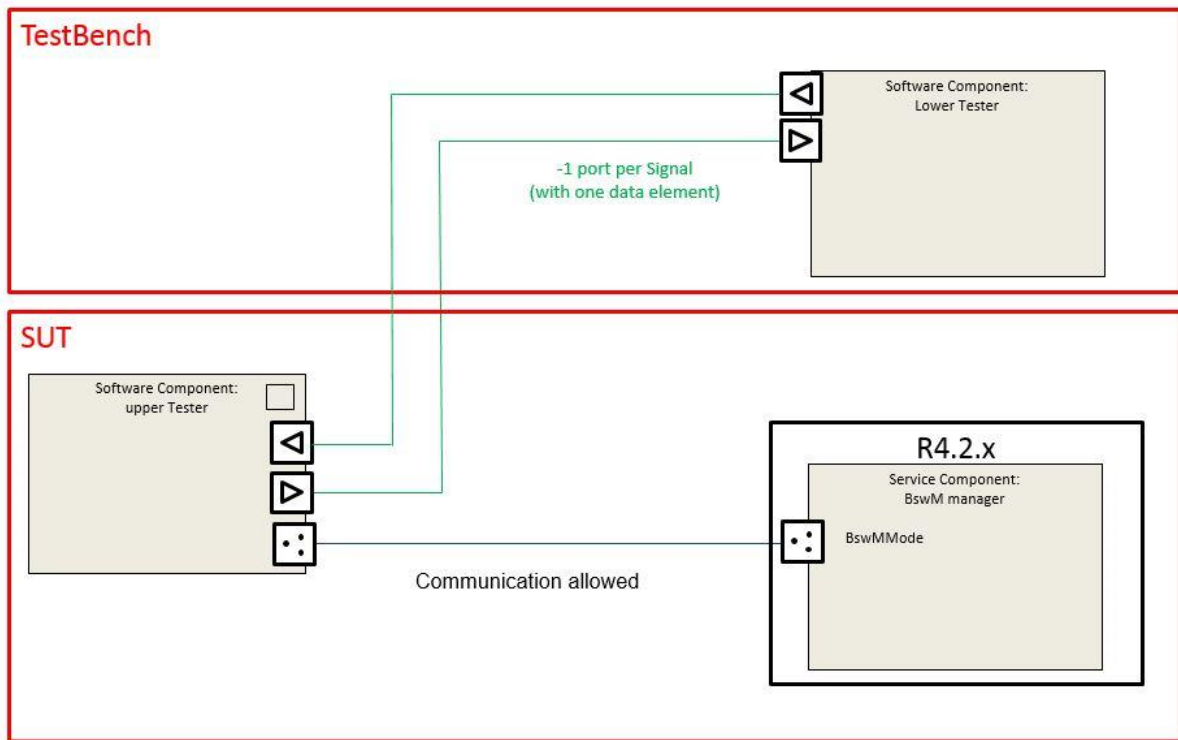 TestBench
Software Component:
Lower Tester
-1 port per Signal
(with one data element)
SUT
Software Component:
upper Tester
R4.2.x
Service Component:
BswM manager
BswMMode
Communication allowed